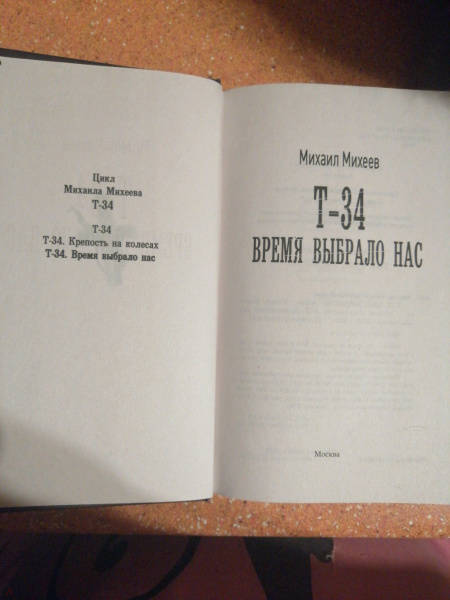 Цикл
Михаила Михеева
Т-34
Т-34
Т-34. Крепость на колесах
Т-34. Время выбрало нас
Михаил Михеев
Т-34
ВРЕМЯ ВЫБРАЛО НАС
Москва